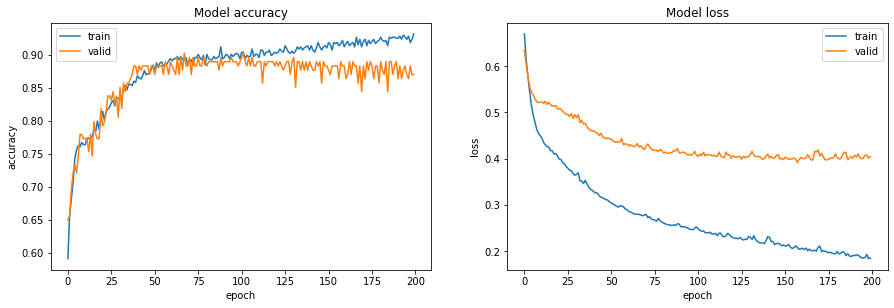 Model accuracy
train
valid
0.90
0.85
0.80
0.75
0.70
0.65
0.60
accuracy
0 25 50 75 100 125 150 175 200
epoch
Model loss
train
valid
0.6
0.5
0.4
0.3
0.2
loss
0 25 50 75 100 125 150 175 200
epoch